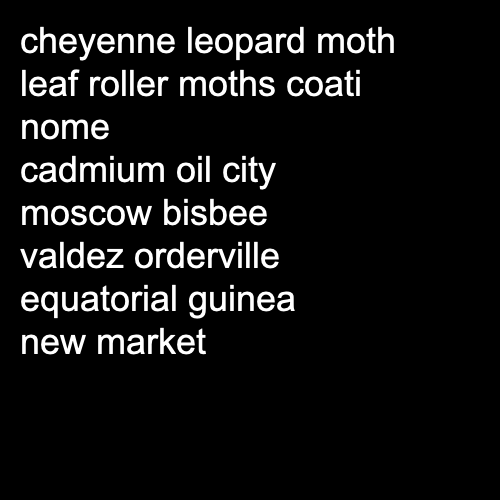 cheyenne leopard moth
leaf roller moths coati
nome
cadmium oil city
moscow bisbee
valdez orderville
equatorial guinea
new market